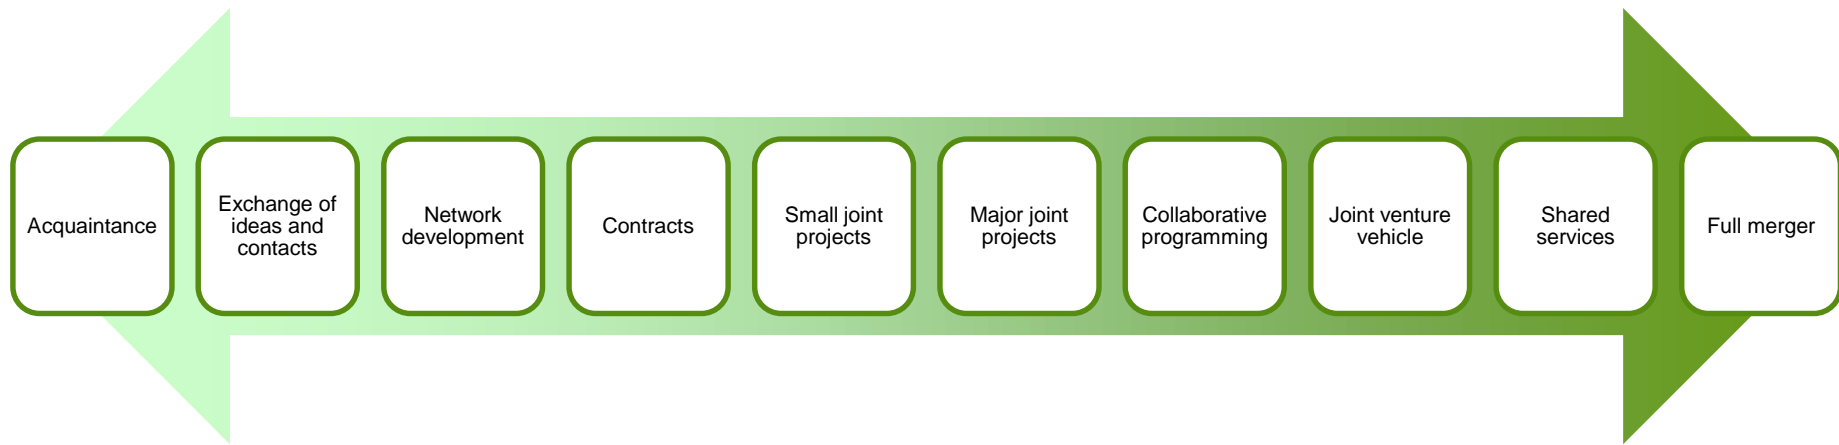 Acquaintance
Exchange of
ideas and
contacts
Network
development
Contracts
Small joint
projects
Major joint
projects
Collaborative
programming
Joint venture
vehicle
Shared
services
Full merger